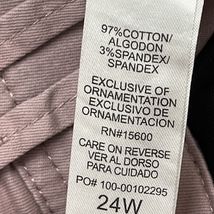 97% COTTON/
ALGODON
3% SPANDEX/
SPANDEX
EXCLUSIVE OF
ORNAMENTATION
EXCLUSIVO DE
ORNAMENTACION
RN#15600
CARE ON REVERSE
VER AL DORSO
PARA CUIDADO
PO# 100-00102295
24W